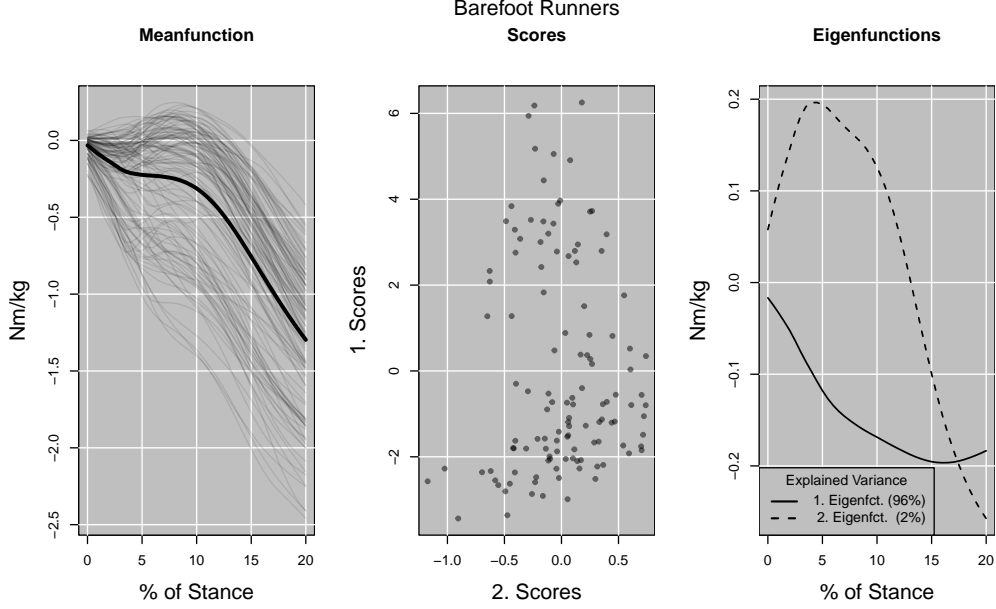 Barefoot Runners
Meanfunction
Scores
Eigenfunctions
Nm/kg
0.0
−0.5
−1.0
−1.5
−2.0
−2.5
0 5 10 15 20
% of Stance
1. Scores
6
4
2
0
−2
−1.0 −0.5 0.0 0.5
2. Scores
Nm/kg
0.2
0.1
0.0
−0.1
−0.2
Explained Variance
1. Eigenfct. (96%)
2. Eigenfct. (2%)
0 5 10 15 20
% of Stance